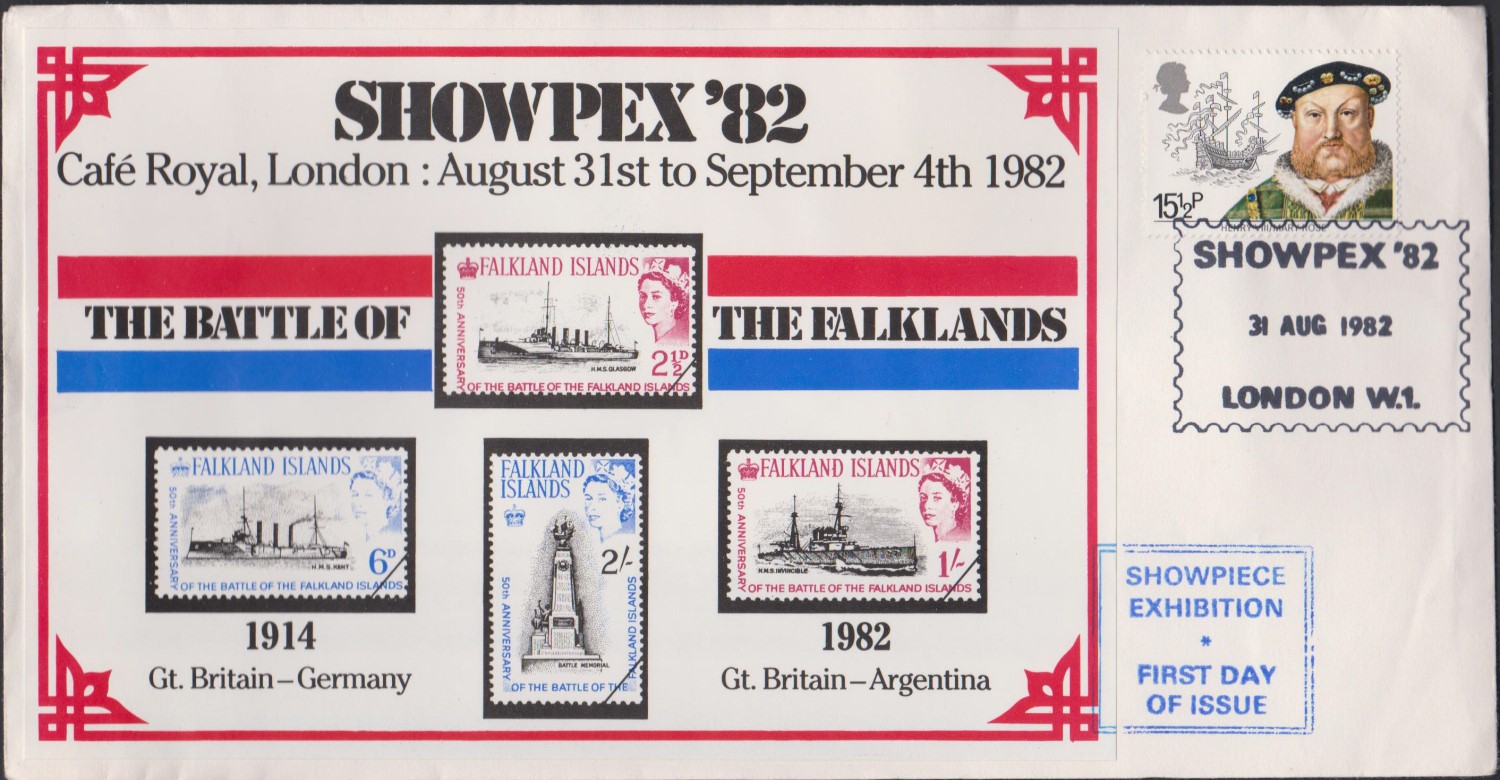 SHOWPEX '82
Café Royal, London : August 31st to September 4th 1982
THE BATTLE OF
THE FALKLANDS
FALKLAND ISLANDS
50th ANNIVERSARY
H.M.S. GLASGOW
2½D
OF THE BATTLE OF THE FALKLAND ISLANDS
FALKLAND ISLANDS
50th ANNIVERSARY
H.M.S. KENT
6D
OF THE BATTLE OF THE FALKLAND ISLANDS
1914
Gt. Britain – Germany
FALKLAND
ISLANDS
2/-
50th ANNIVERSARY
BATTLE MEMORIAL
OF THE BATTLE OF THE
FALKLAND ISLANDS
FALKLAND ISLANDS
50th ANNIVERSARY
H.M.S. INVINCIBLE
1/-
OF THE BATTLE OF THE FALKLAND ISLANDS
1982
Gt. Britain – Argentina
15½P
HENRY VIII/MARY ROSE
SHOWPEX '82
31 AUG 1982
LONDON W.1.
SHOWPIECE
EXHIBITION
*
FIRST DAY
OF ISSUE